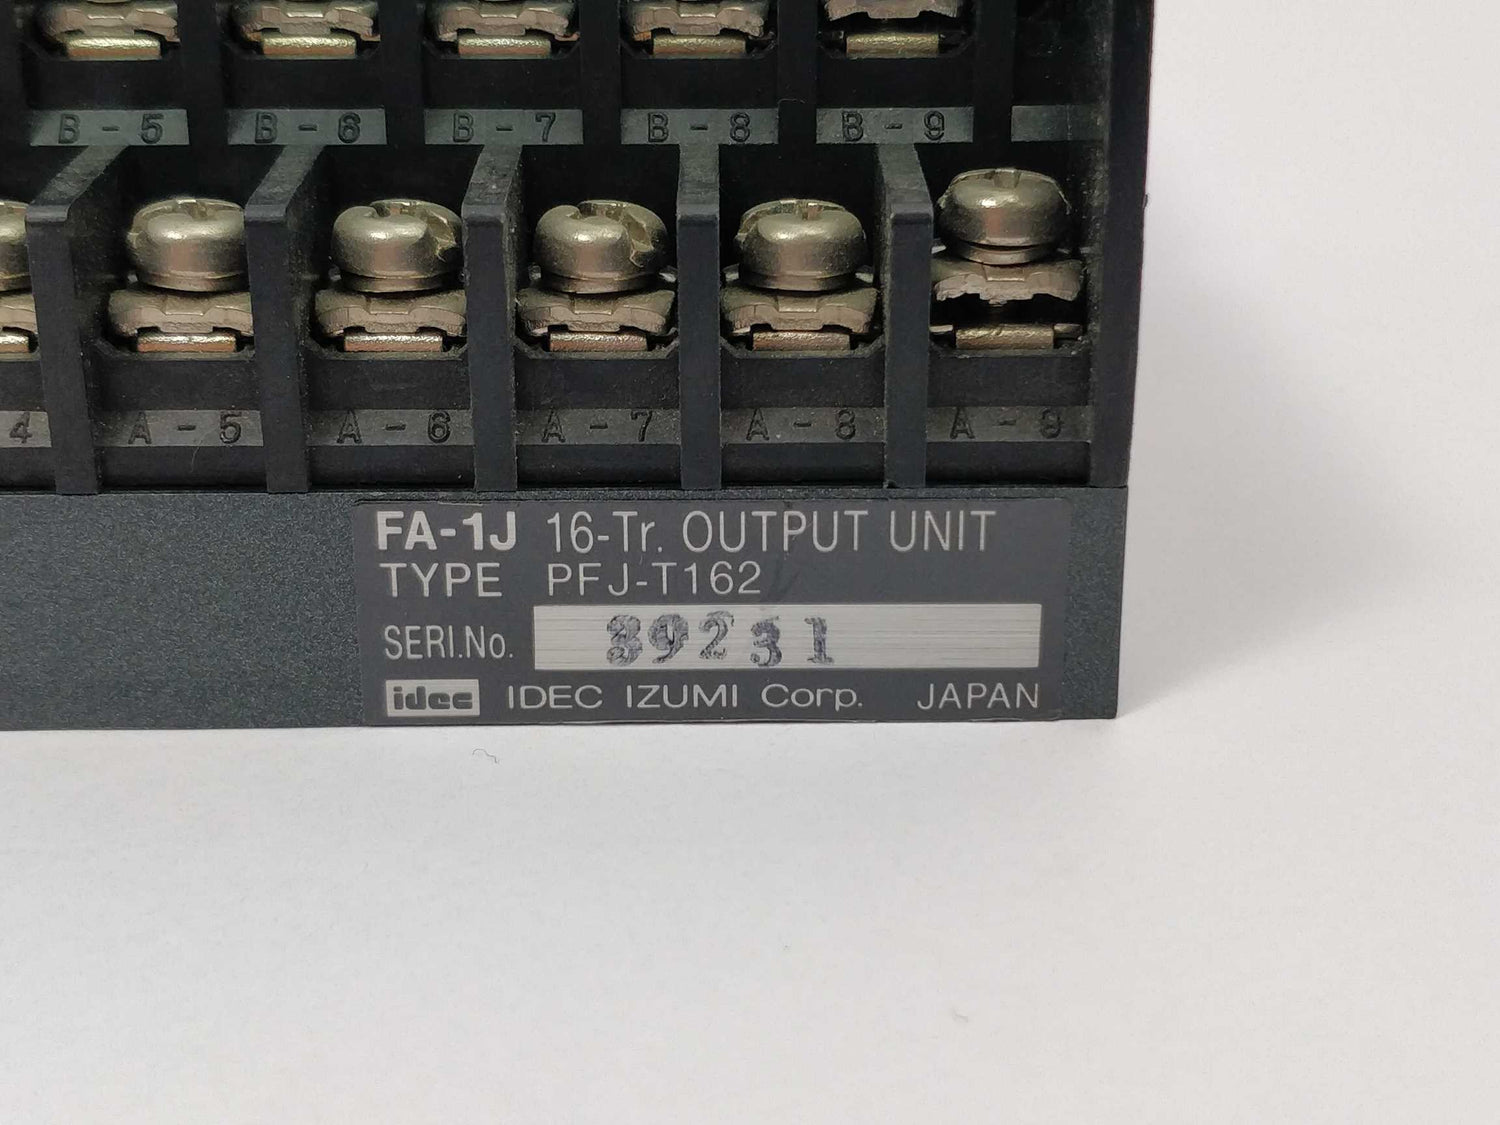 B - 5 B - 6 B - 7 B - 8 B - 9
4 A - 5 A - 6 A - 7 A - 8 A - 9
FA-1J 16-Tr. OUTPUT UNIT
TYPE PFJ-T162
SERI.No. 39231
idec IDEC IZUMI Corp. JAPAN